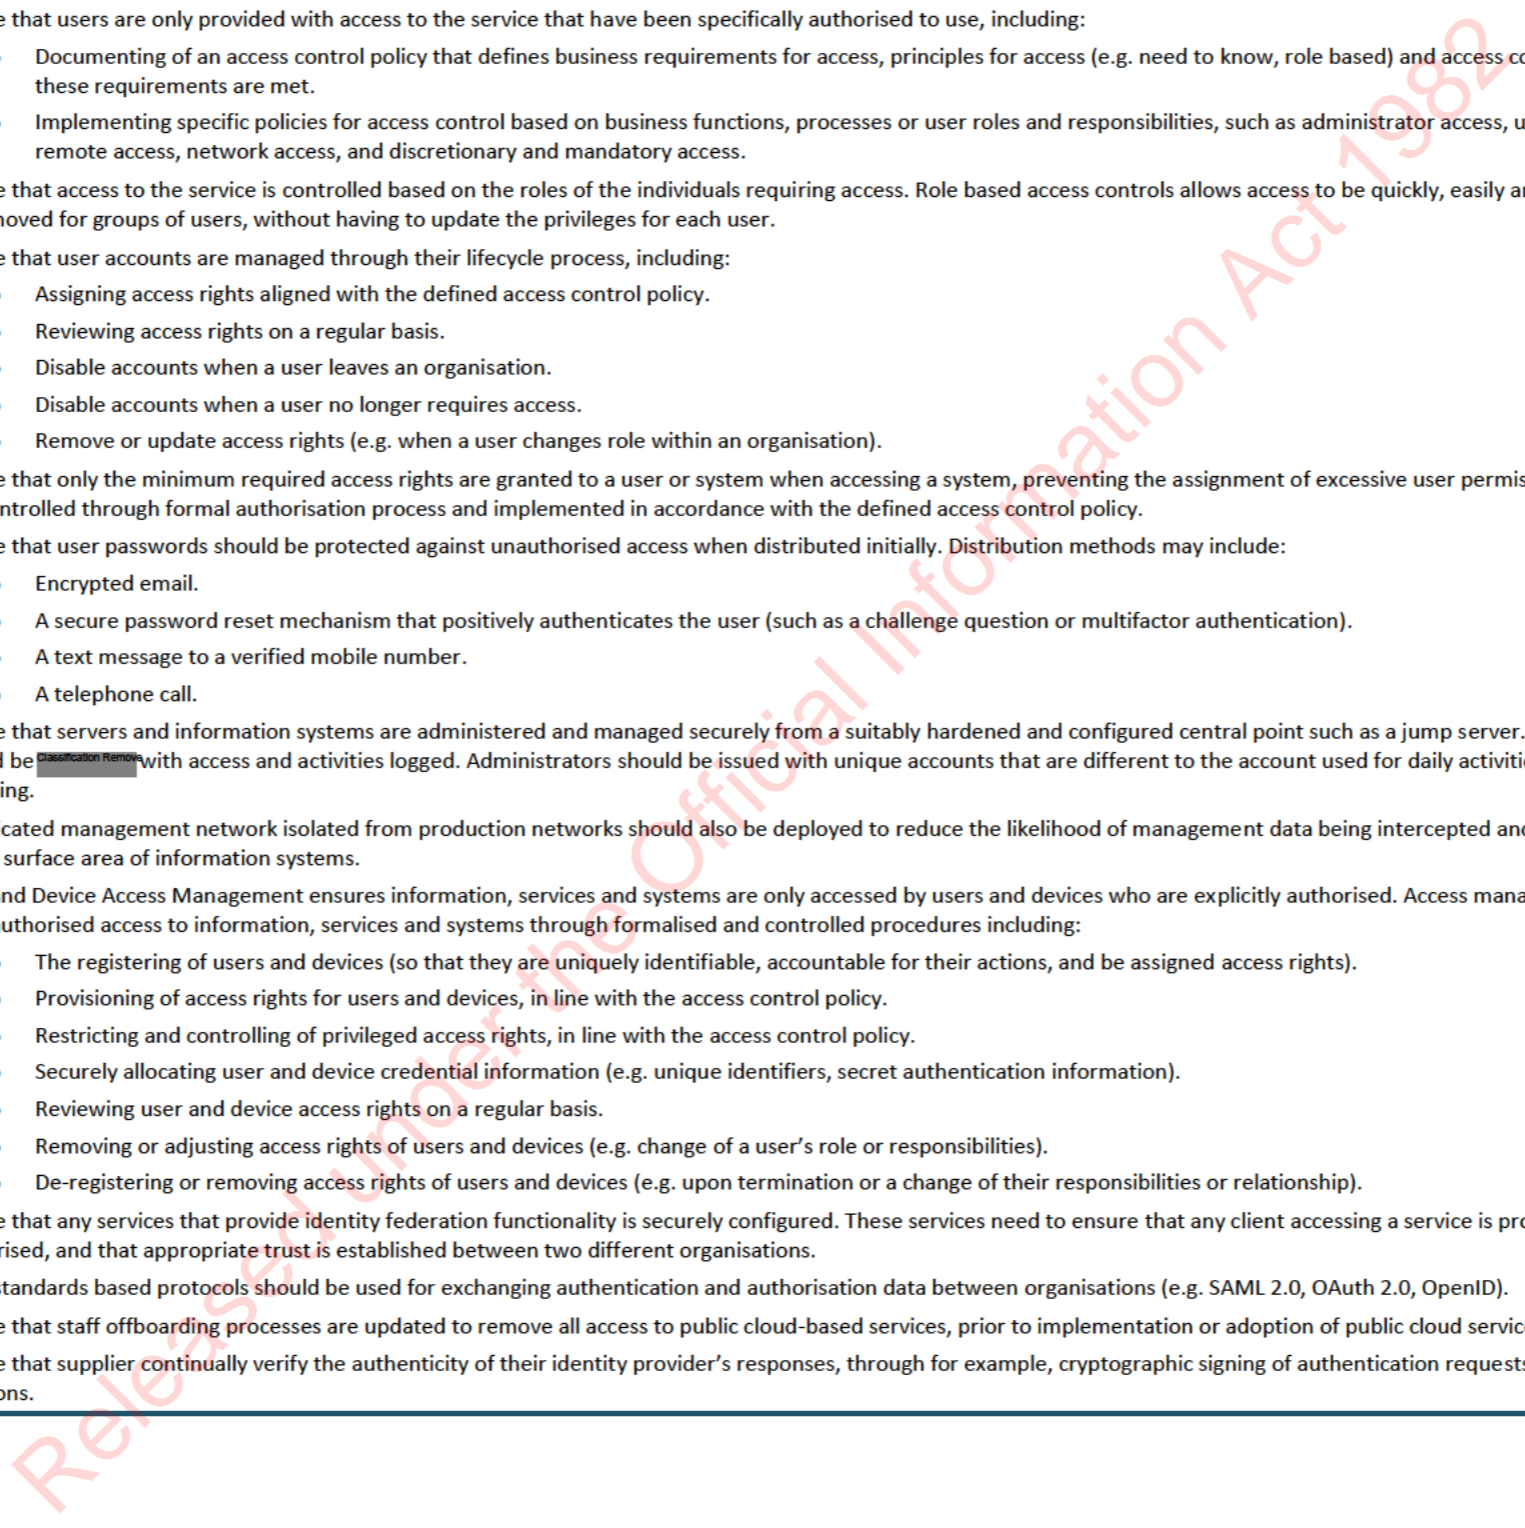 e that users are only provided with access to the service that have been specifically authorised to use, including:
Documenting of an access control policy that defines business requirements for access, principles for access (e.g. need to know, role based) and access co
these requirements are met.
Implementing specific policies for access control based on business functions, processes or user roles and responsibilities, such as administrator access, u
remote access, network access, and discretionary and mandatory access.
e that access to the service is controlled based on the roles of the individuals requiring access. Role based access controls allows access to be quickly, easily an
noved for groups of users, without having to update the privileges for each user.
e that user accounts are managed through their lifecycle process, including:
Assigning access rights aligned with the defined access control policy.
Reviewing access rights on a regular basis.
Disable accounts when a user leaves an organisation.
Disable accounts when a user no longer requires access.
Remove or update access rights (e.g. when a user changes role within an organisation).
e that only the minimum required access rights are granted to a user or system when accessing a system, preventing the assignment of excessive user permis
ntrolled through formal authorisation process and implemented in accordance with the defined access control policy.
e that user passwords should be protected against unauthorised access when distributed initially. Distribution methods may include:
Encrypted email.
A secure password reset mechanism that positively authenticates the user (such as a challenge question or multifactor authentication).
A text message to a verified mobile number.
A telephone call.
e that servers and information systems are administered and managed securely from a suitably hardened and configured central point such as a jump server.
d be Classification Remove with access and activities logged. Administrators should be issued with unique accounts that are different to the account used for daily activiti
ing.
icated management network isolated from production networks should also be deployed to reduce the likelihood of management data being intercepted and
surface area of information systems.
and Device Access Management ensures information, services and systems are only accessed by users and devices who are explicitly authorised. Access mana
uthorised access to information, services and systems through formalised and controlled procedures including:
The registering of users and devices (so that they are uniquely identifiable, accountable for their actions, and be assigned access rights).
Provisioning of access rights for users and devices, in line with the access control policy.
Restricting and controlling of privileged access rights, in line with the access control policy.
Securely allocating user and device credential information (e.g. unique identifiers, secret authentication information).
Reviewing user and device access rights on a regular basis.
Removing or adjusting access rights of users and devices (e.g. change of a user’s role or responsibilities).
De-registering or removing access rights of users and devices (e.g. upon termination or a change of their responsibilities or relationship).
e that any services that provide identity federation functionality is securely configured. These services need to ensure that any client accessing a service is pro
rised, and that appropriate trust is established between two different organisations.
standards based protocols should be used for exchanging authentication and authorisation data between organisations (e.g. SAML 2.0, OAuth 2.0, OpenID).
e that staff offboarding processes are updated to remove all access to public cloud-based services, prior to implementation or adoption of public cloud servic
e that supplier continually verify the authenticity of their identity provider’s responses, through for example, cryptographic signing of authentication requests
ons.
Released under the Official Information Act 1982